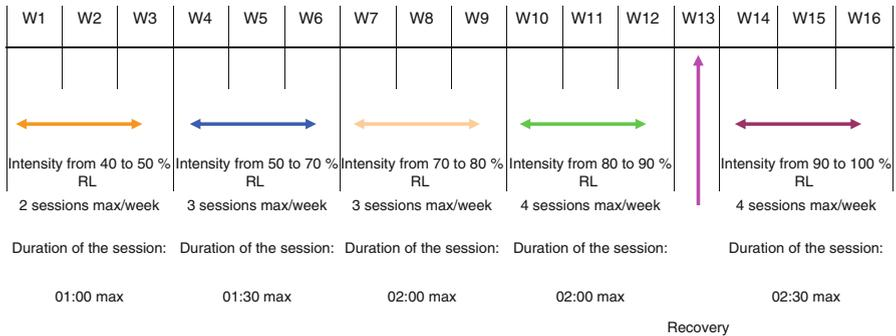 W1 W2 W3 W4 W5 W6 W7 W8 W9 W10 W11 W12 W13 W14 W15 W16
Intensity from 40 to 50 % Intensity from 50 to 70 % Intensity from 70 to 80 % Intensity from 80 to 90 % Intensity from 90 to 100 %
RL RL RL RL RL
2 sessions max/week 3 sessions max/week 3 sessions max/week 4 sessions max/week 4 sessions max/week
Duration of the session: Duration of the session: Duration of the session: Duration of the session: Duration of the session:
01:00 max 01:30 max 02:00 max 02:00 max 02:30 max
Recovery